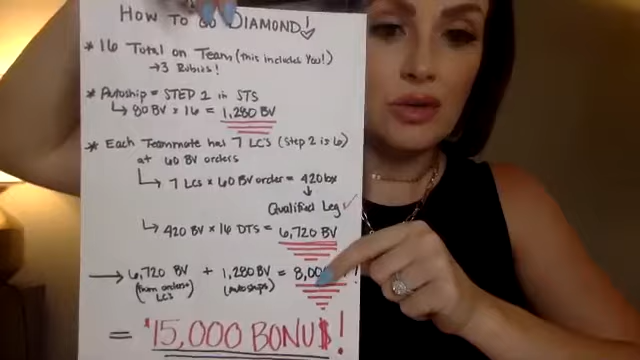 HOW TO GO DIAMOND!
* 16 TOTAL ON TEAM (this includes You!)
→ 3 Rubies!
* Autoship = STEP 2 in STS
↳ 80 BV x 16 = 1,280 BV
* Each Teammate has 7 LC's (Step 2 is 6)
at 60 BV orders
↳ 7 LCs x 60 BV order = 420
↓
Qualified Leg ✓
↳ 420 BV x 16 DTS = 6,720 BV
→ 6,720 BV + 1,280 BV = 8,00 !
(from orders LC's) (Autoships)
= $15,000 BONU$!